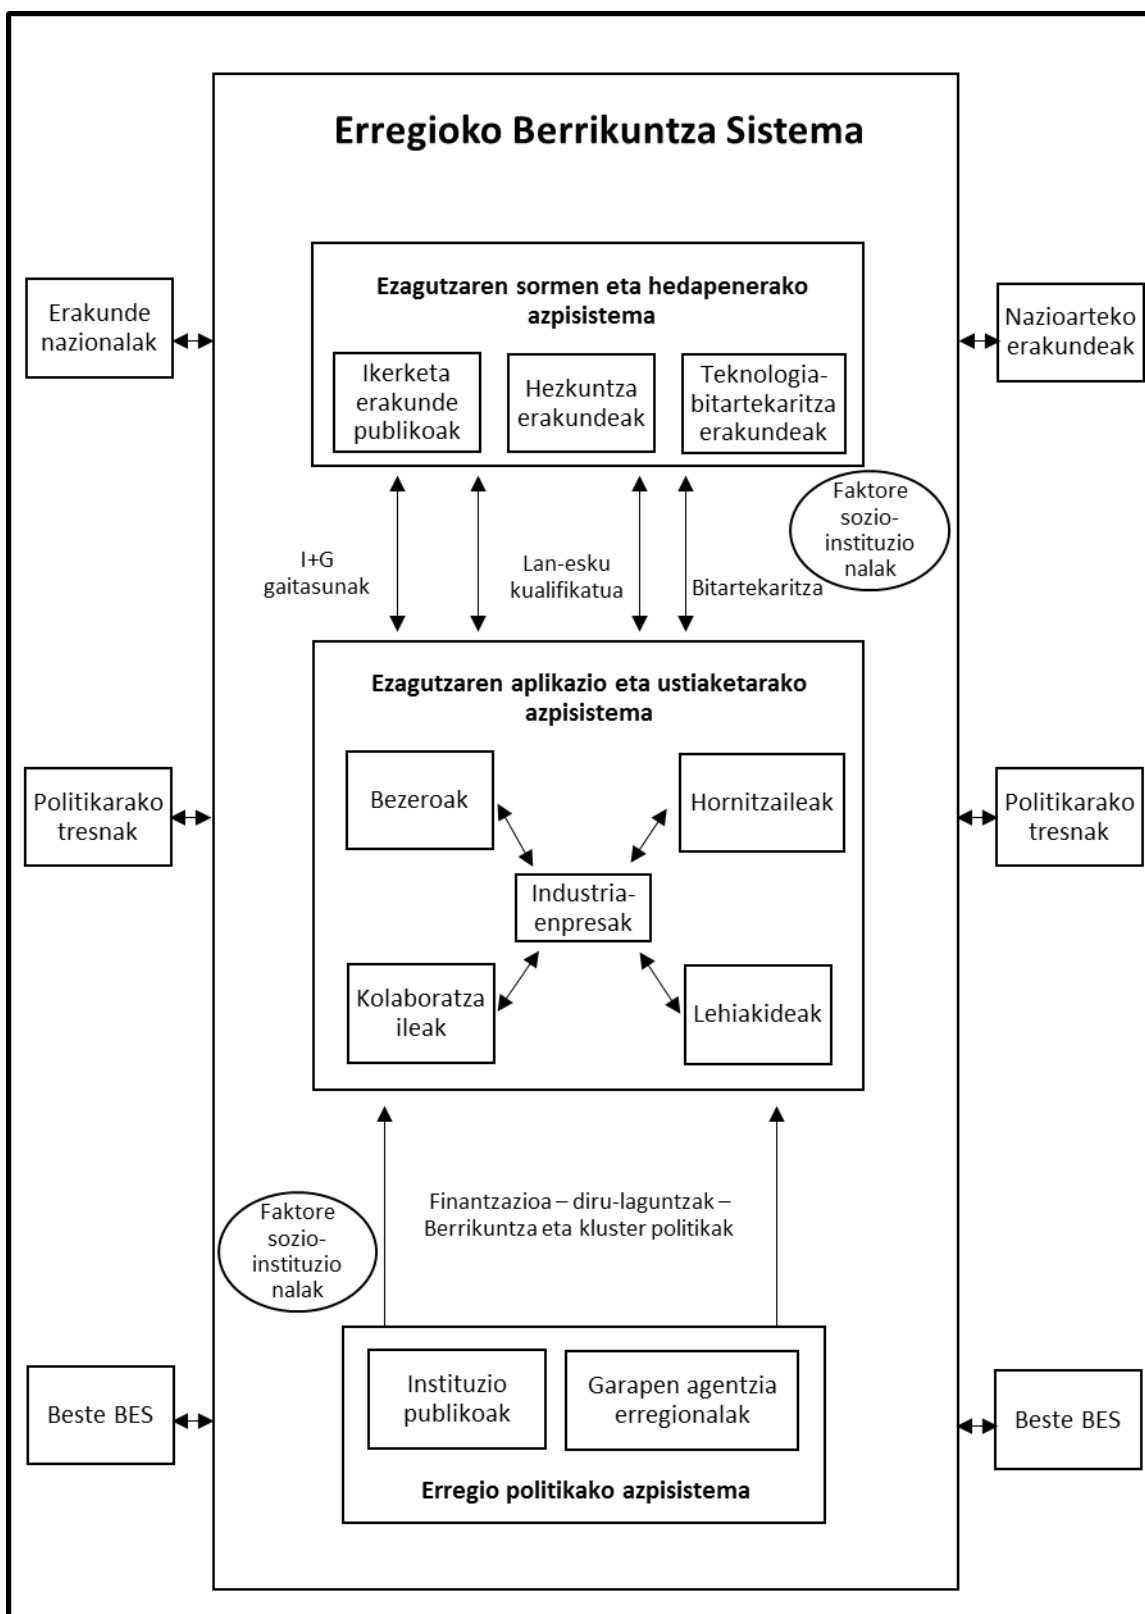 Erregioko Berrikuntza Sistema
Ezagutzaren sormen eta hedapenerako
azpisistema
Erakunde
nazionalak
Nazioarteko
erakundeak
Ikerketa
erakunde
publikoak
Hezkuntza
erakundeak
Teknologia-
bitartekaritza
erakundeak
Faktore
sozio-
instituzio
nalak
I+G
gaitasunak
Lan-esku
kualifikatua
Bitartekaritza
Ezagutzaren aplikazio eta ustiaketarako
azpisistema
Politikarako
tresnak
Bezeroak
Hornitzaileak
Politikarako
tresnak
Industria-
enpresak
Kolaboratza
ileak
Lehiakideak
Finantzazioa – diru-laguntzak –
Berrikuntza eta kluster politikak
Faktore
sozio-
instituzio
nalak
Beste BES
Instituzio
publikoak
Garapen agentzia
erregionalak
Beste BES
Erregio politikako azpisistema